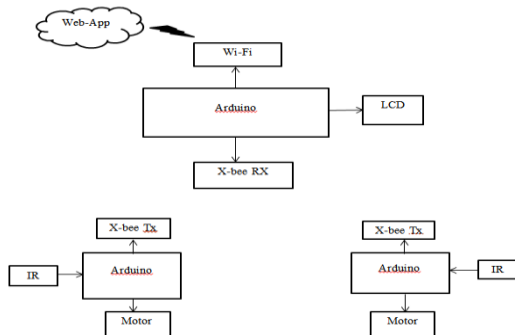 Web-App
Wi-Fi
Arduino
LCD
X-bee RX
X-bee Tx
X-bee Tx
IR
Arduino
Arduino
IR
Motor
Motor